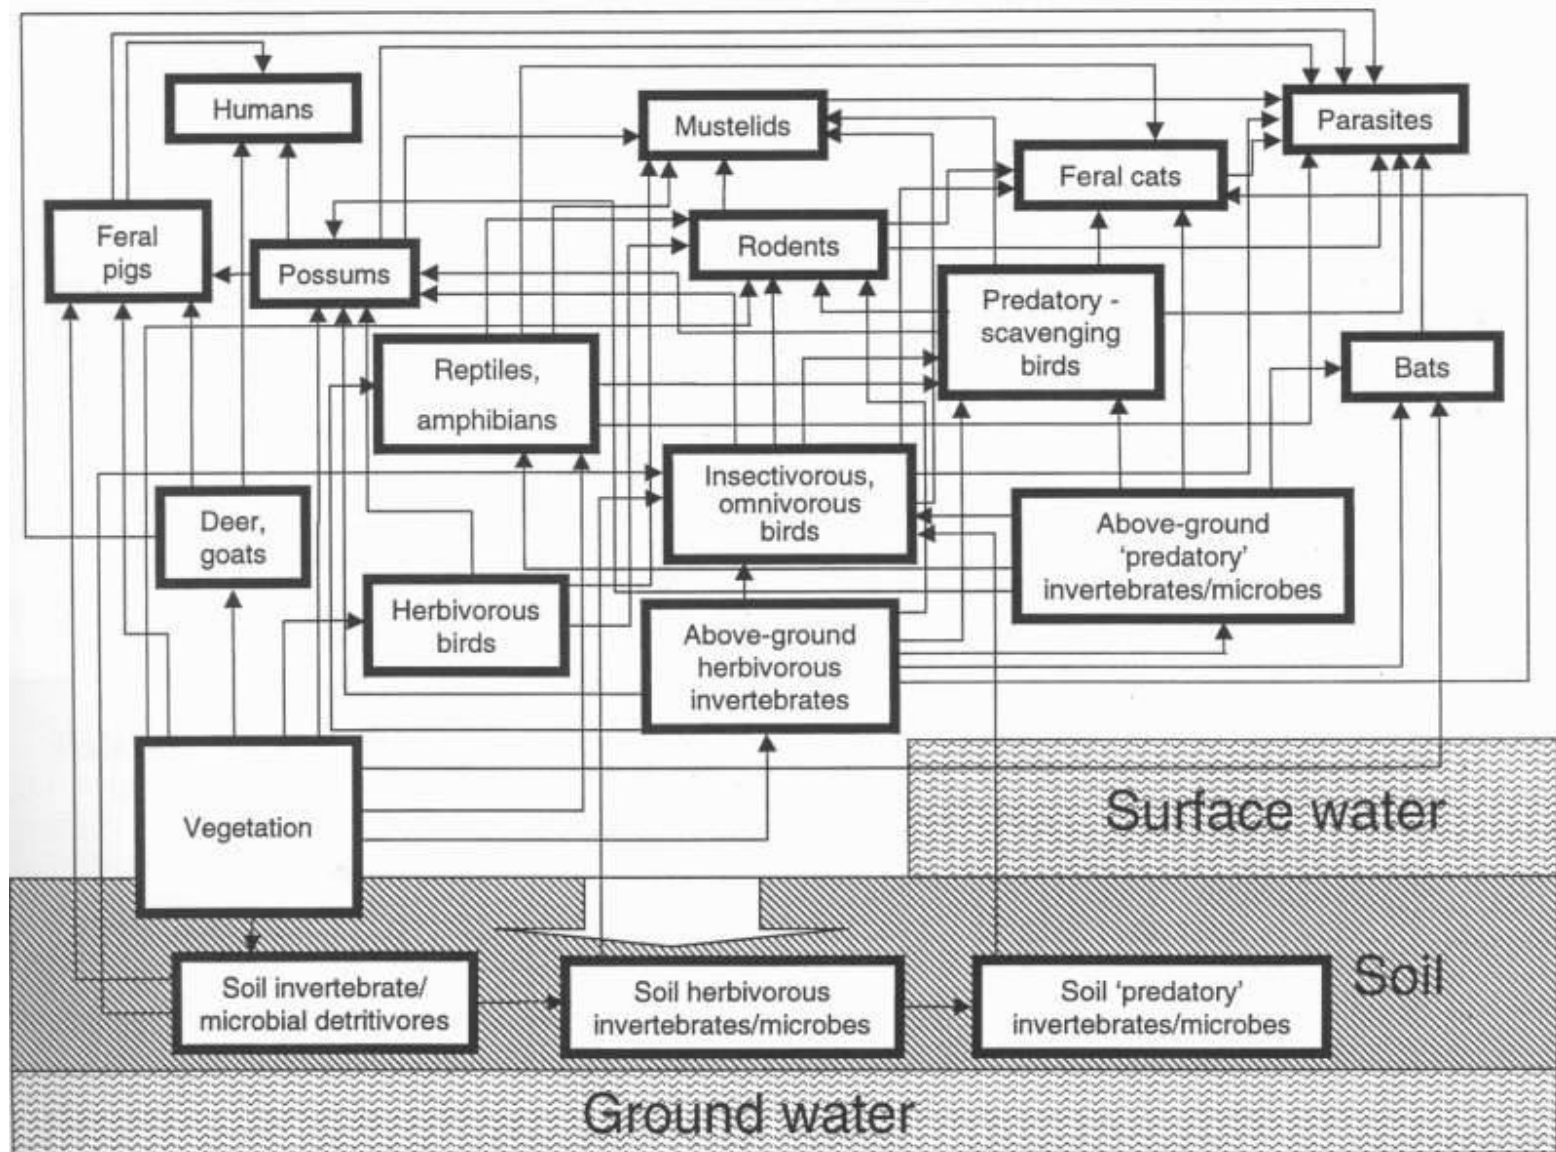 Humans
Mustelids
Parasites
Feral cats
Feral
pigs
Possums
Rodents
Predatory -
scavenging
birds
Bats
Reptiles,
amphibians
Insectivorous,
omnivorous
birds
Deer,
goats
Above-ground
‘predatory’
invertebrates/microbes
Herbivorous
birds
Above-ground
herbivorous
invertebrates
Vegetation
Surface water
Soil invertebrate/
microbial detritivores
Soil herbivorous
invertebrates/microbes
Soil ‘predatory’
invertebrates/microbes
Soil
Ground water